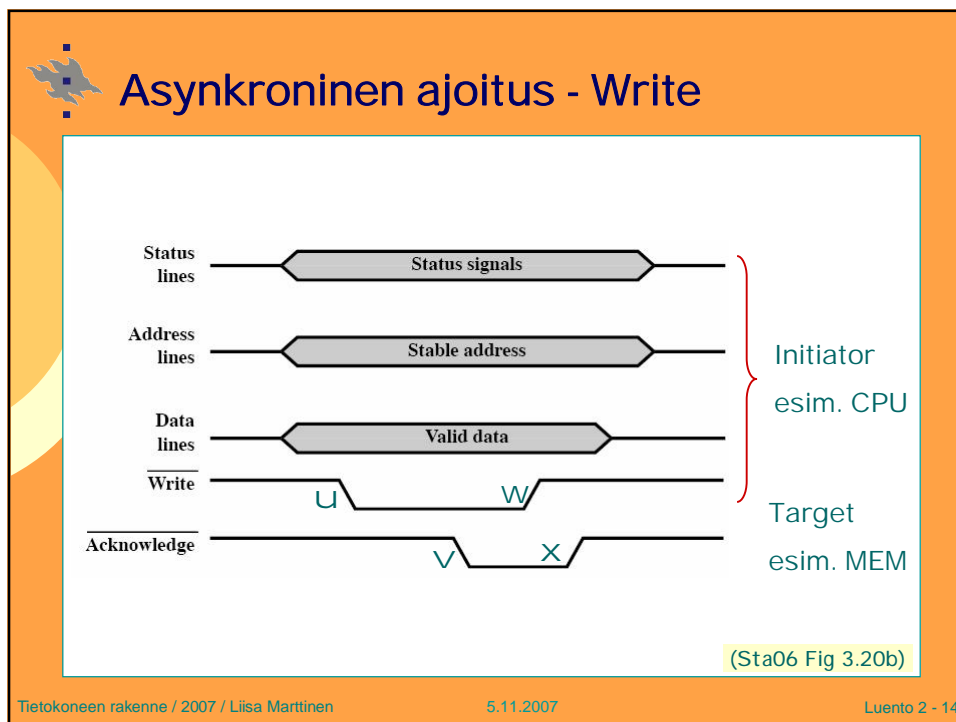 Asynkroninen ajoitus - Write
Status
lines
Status signals
Address
lines
Stable address
Data
lines
Valid data
Write
u
w
Acknowledge
v
x
Initiator
esim. CPU
Target
esim. MEM
(Sta06 Fig 3.20b)
Tietokoneen rakenne / 2007 / Liisa Marttinen
5.11.2007
Luento 2 - 14